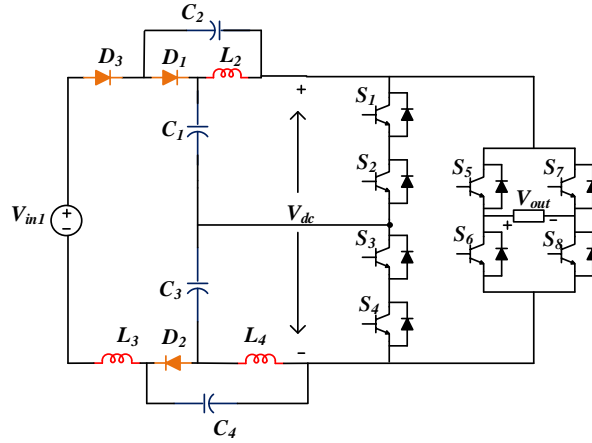 C2
D3 D1 L2
+
S1
C1
S2 S5 S7
Vin1 + - Vdc Vout
+ -
S3 S6 S8
C3
S4
L3 D2 L4 -
C4